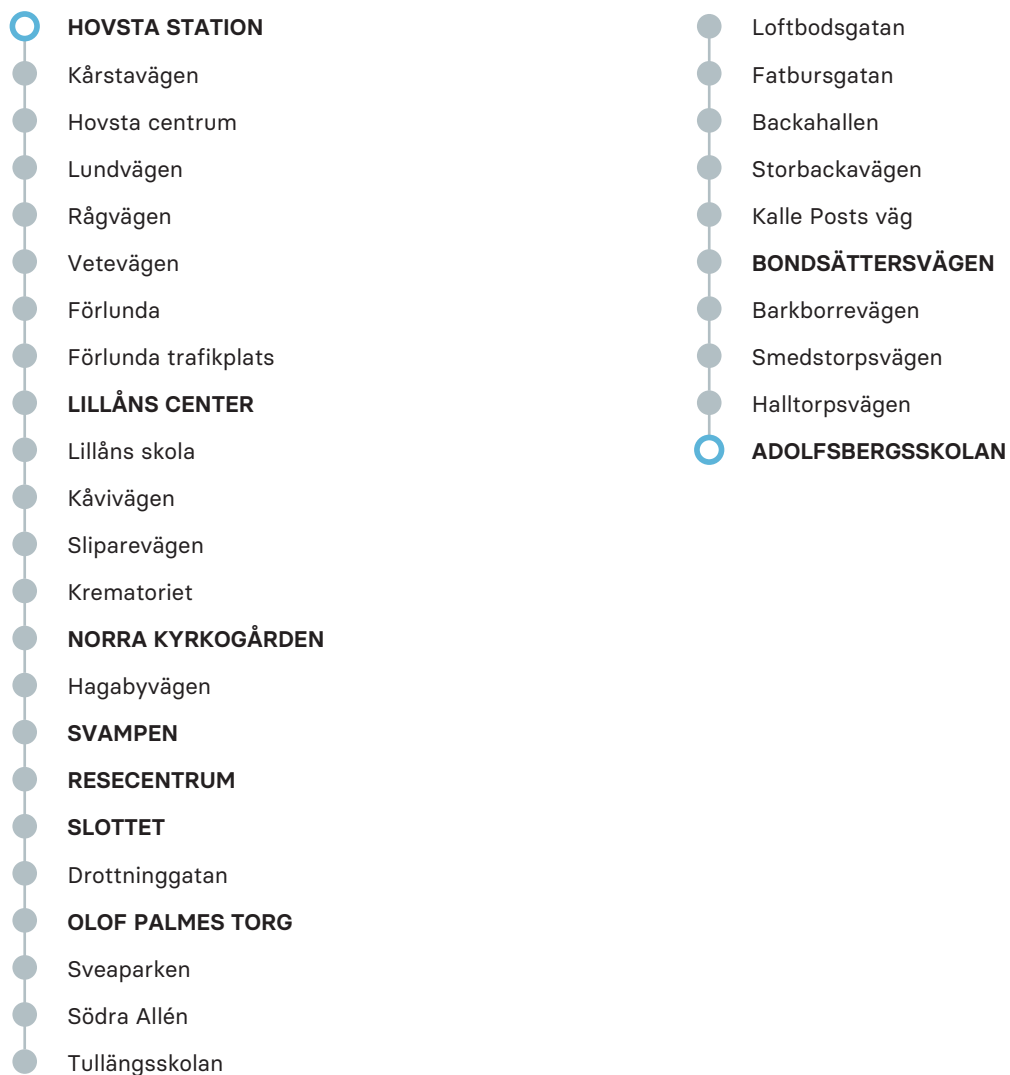 HOVSTA STATION
Kårstavägen
Hovsta centrum
Lundvägen
Rågvägen
Vetevägen
Förlunda
Förlunda trafikplats
LILLÅNS CENTER
Lillåns skola
Kåvivägen
Sliparevägen
Krematoriet
NORRA KYRKOGÅRDEN
Hagabyvägen
SVAMPEN
RESECENTRUM
SLOTTET
Drottninggatan
OLOF PALMES TORG
Sveaparken
Södra Allén
Tullängsskolan
Loftbodsgatan
Fatbursgatan
Backahallen
Storbackavägen
Kalle Posts väg
BONDSÄTTERSVÄGEN
Barkborrevägen
Smedstorpsvägen
Halltorpsvägen
ADOLFSBERGSSKOLAN